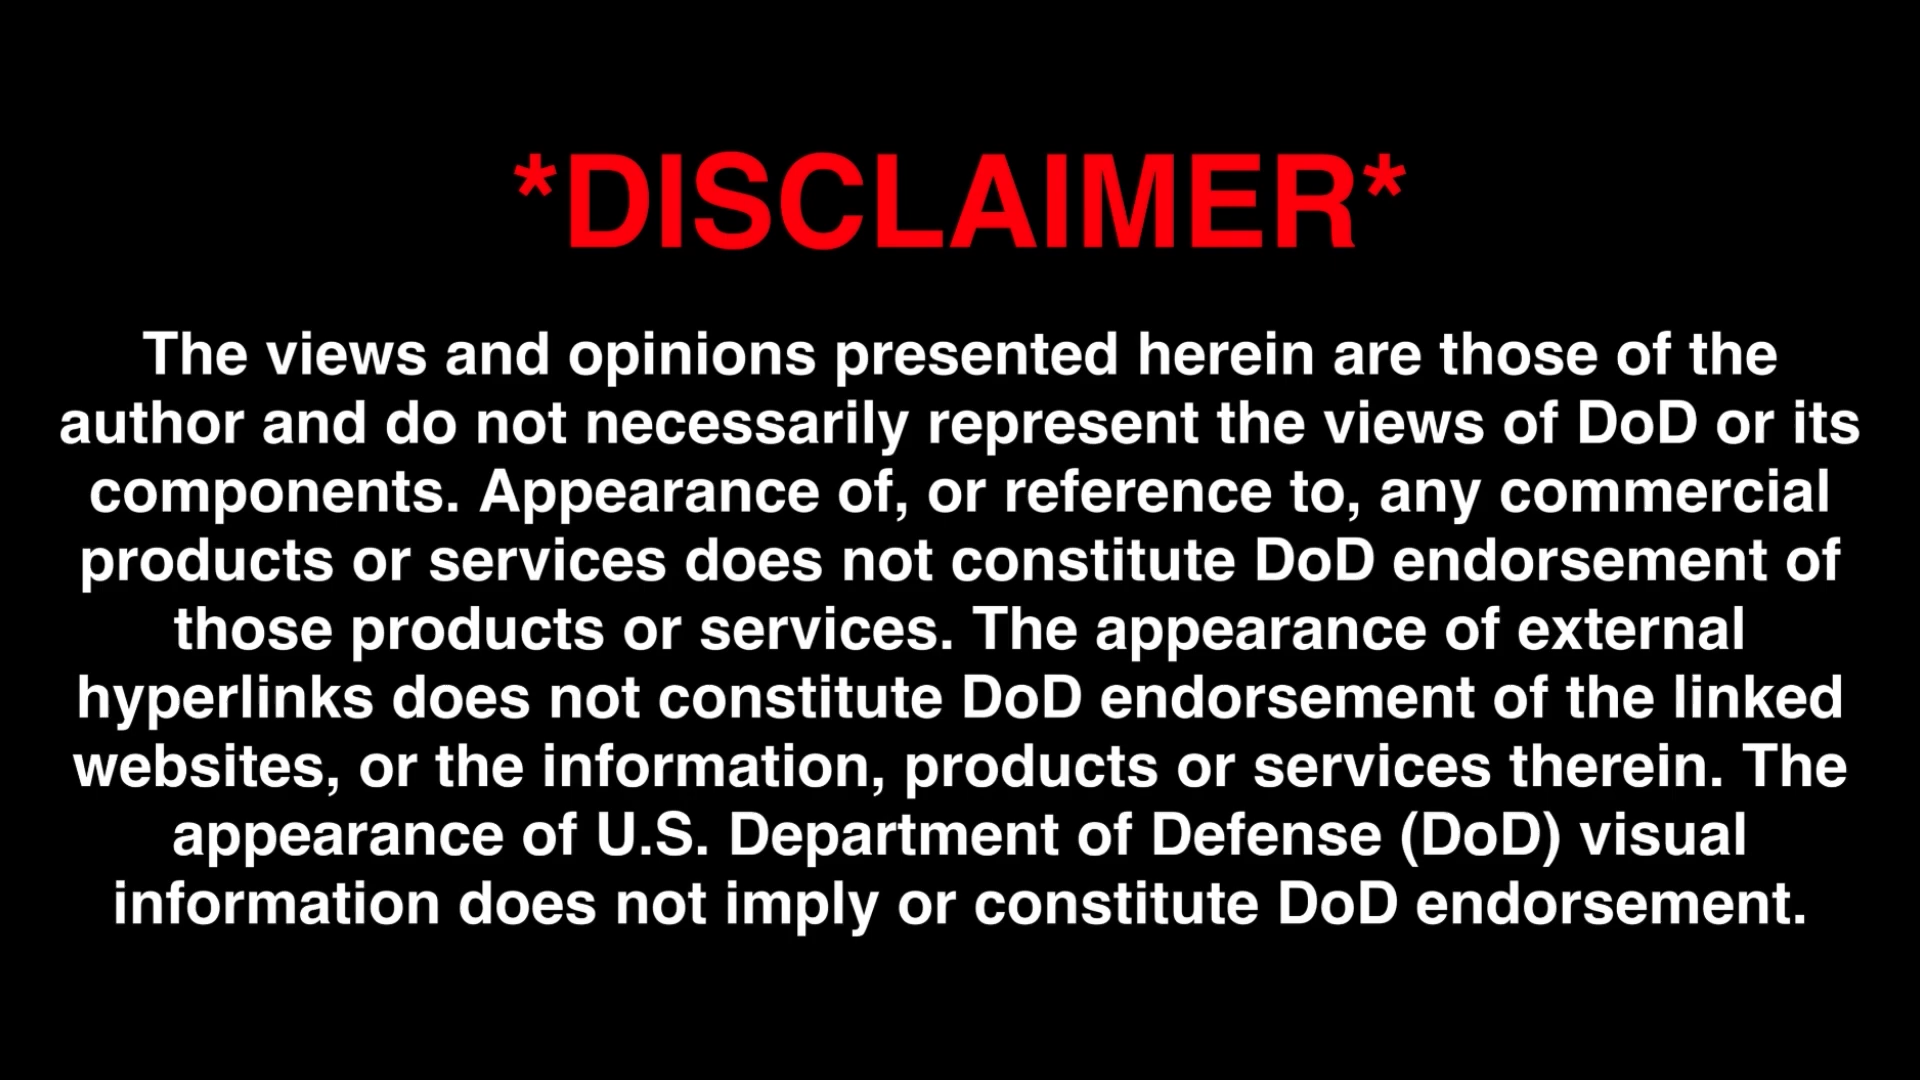 *DISCLAIMER*
The views and opinions presented herein are those of the
author and do not necessarily represent the views of DoD or its
components. Appearance of, or reference to, any commercial
products or services does not constitute DoD endorsement of
those products or services. The appearance of external
hyperlinks does not constitute DoD endorsement of the linked
websites, or the information, products or services therein. The
appearance of U.S. Department of Defense (DoD) visual
information does not imply or constitute DoD endorsement.